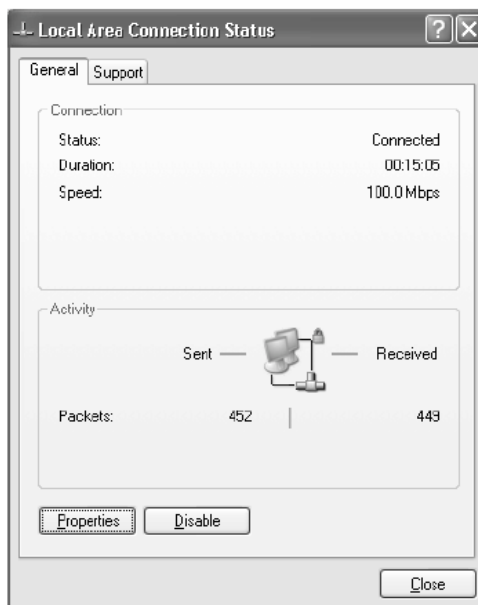 Local Area Connection Status
General Support
Connection
Status: Connected
Duration: 00:15:05
Speed: 100.0 Mbps
Activity
Sent Received
Packets: 452 449
Properties Disable
Close